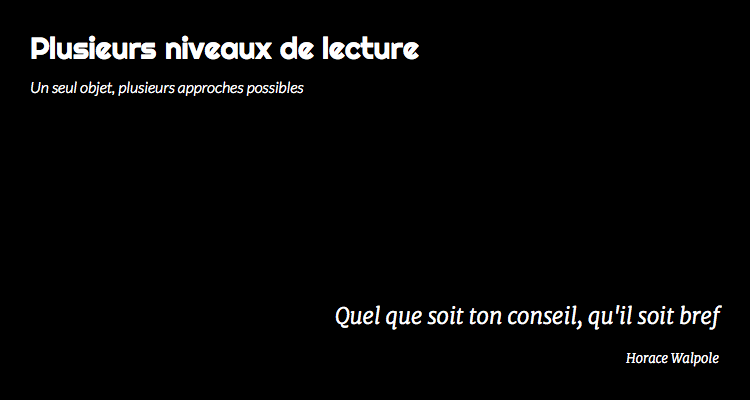 Plusieurs niveaux de lecture
Un seul objet, plusieurs approches possibles
Quel que soit ton conseil, qu'il soit bref
Horace Walpole